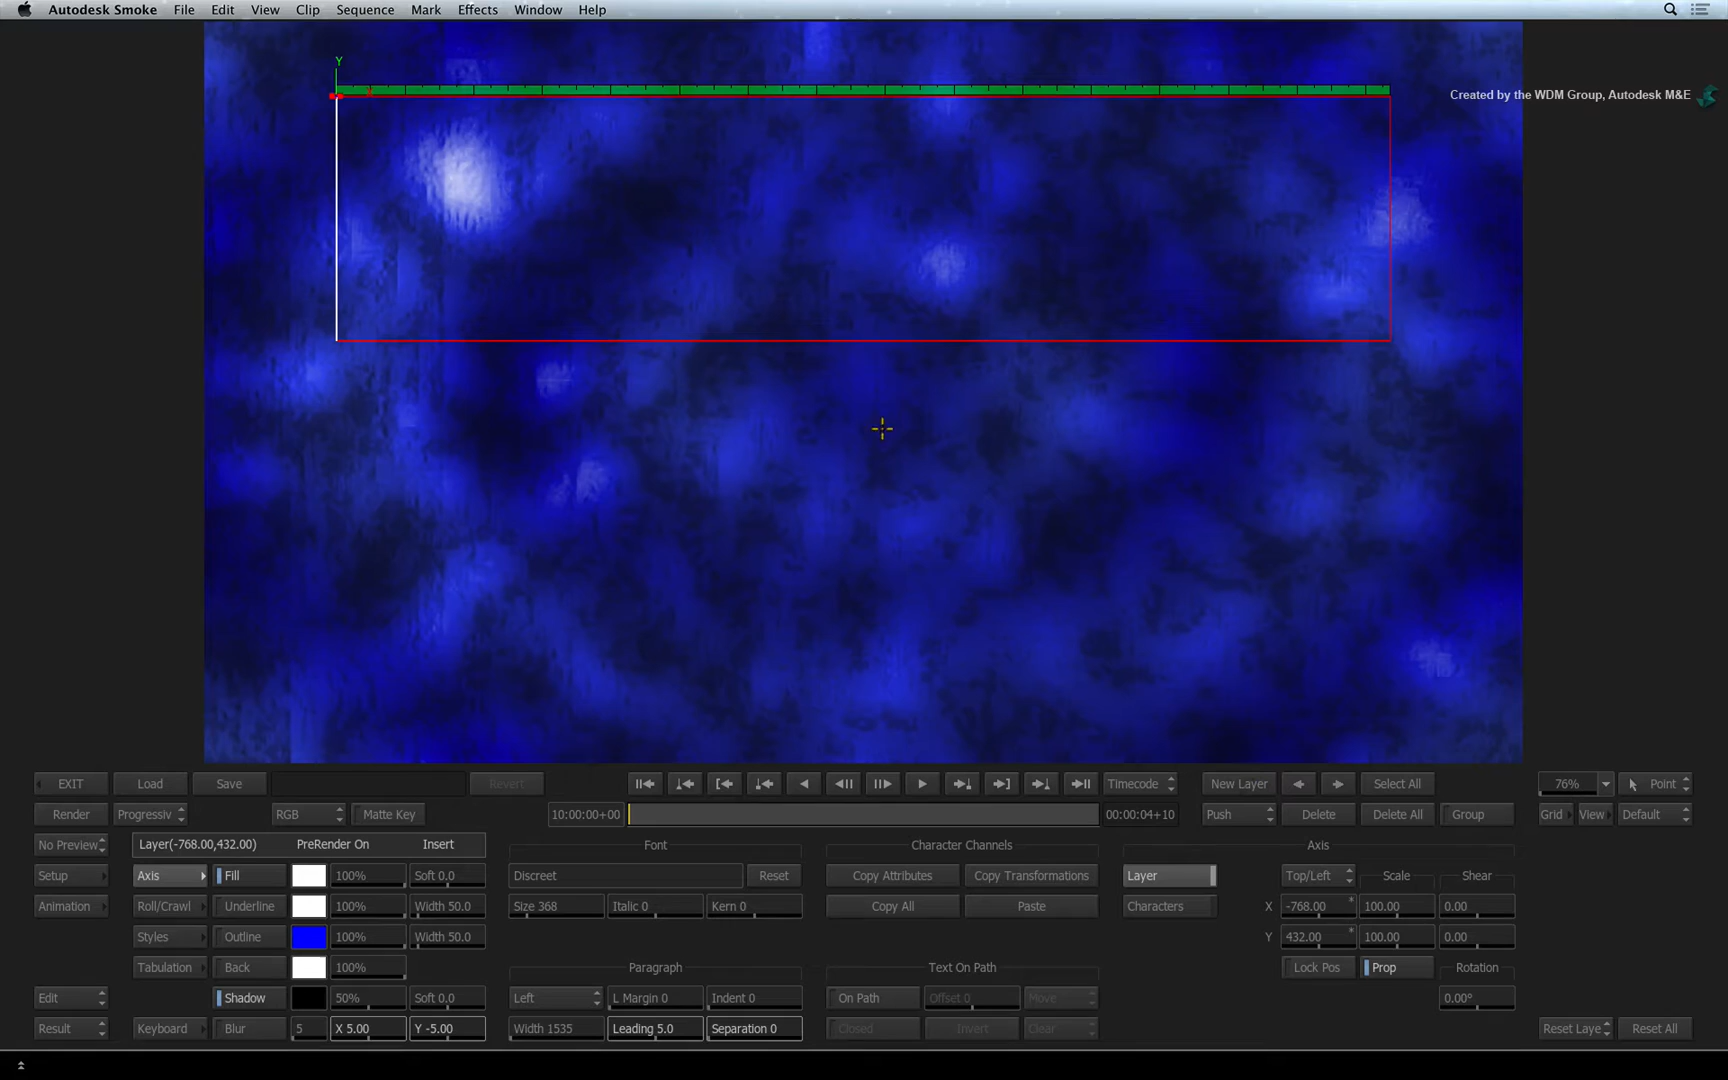 Autodesk Smoke File Edit View Clip Sequence Mark Effects Window Help
Y
X
Created by the WDM Group, Autodesk M&E
EXIT Load Save Revert Timecode New Layer Select All 76% Point
Render Progressiv RGB Matte Key 10:00:00+00 00:00:04+10 Push Delete Delete All Group Grid View Default
No Preview Layer(-768.00,432.00) PreRender On Insert Font Character Channels Axis
Setup Axis Fill 100% Soft 0.0 Discreet Reset Copy Attributes Copy Transformations Layer Top/Left Scale Shear
Animation Roll/Crawl Underline 100% Width 50.0 Size 368 Italic 0 Kern 0 Copy All Paste Characters X -768.00 * 100.00 0.00
Styles Outline 100% Width 50.0 Y 432.00 * 100.00 0.00
Tabulation Back 100% Paragraph Text On Path Lock Pos Prop Rotation
Edit Shadow 50% Soft 0.0 Left L Margin 0 Indent 0 On Path Offset 0 Move 0.00°
Result Keyboard Blur 5 X 5.00 Y -5.00 Width 1535 Leading 5.0 Separation 0 Closed Invert Clear Reset Laye Reset All